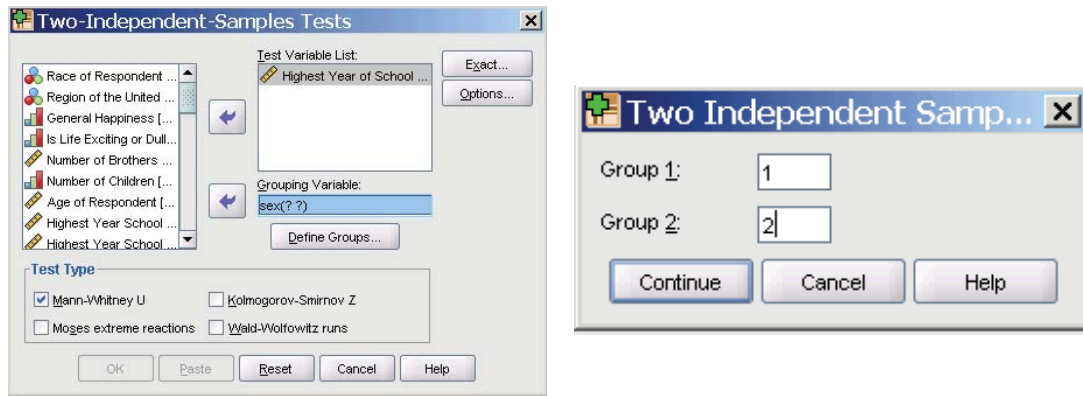 Two-Independent-Samples Tests
Race of Respondent ...
Region of the United ...
General Happiness [...
Is Life Exciting or Dull...
Number of Brothers ...
Number of Children [...
Age of Respondent [...
Highest Year School ...
Highest Year School ...
Test Variable List:
Highest Year of School ...
Grouping Variable:
sex(? ?)
Define Groups...
Exact...
Options...
Test Type
Mann-Whitney U
Kolmogorov-Smirnov Z
Moses extreme reactions
Wald-Wolfowitz runs
OK
Paste
Reset
Cancel
Help
Two Independent Samp...
Group 1:
1
Group 2:
2
Continue
Cancel
Help